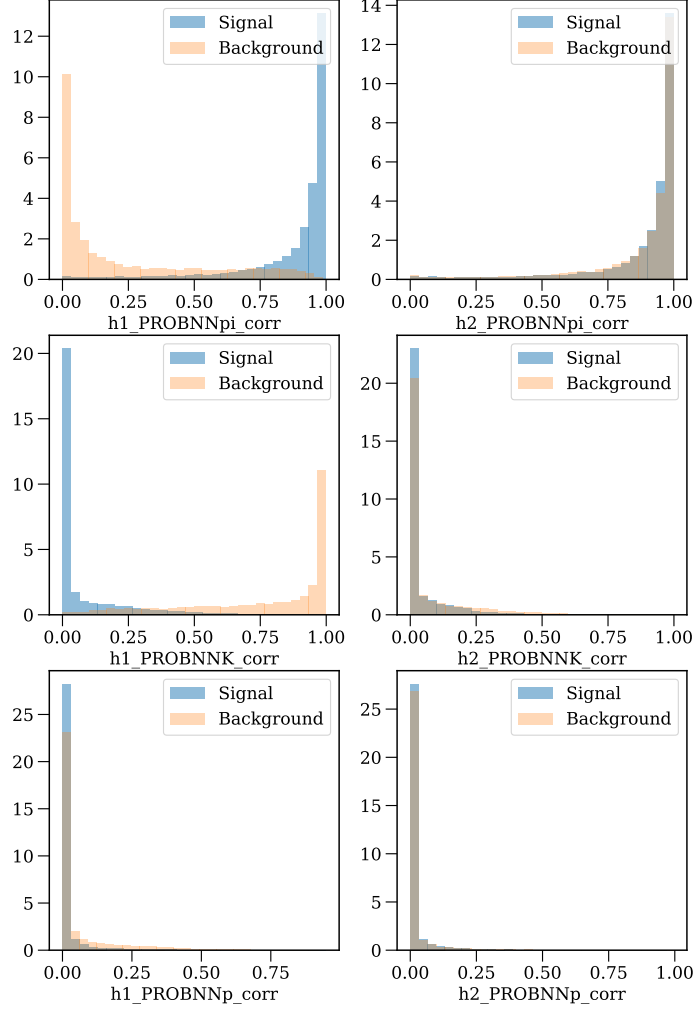 12
10
8
6
4
2
0
Signal
Background
0.00 0.25 0.50 0.75 1.00
h1_PROBNNpi_corr
14
12
10
8
6
4
2
0
Signal
Background
0.00 0.25 0.50 0.75 1.00
h2_PROBNNpi_corr
20
15
10
5
0
Signal
Background
0.00 0.25 0.50 0.75 1.00
h1_PROBNNK_corr
20
15
10
5
0
Signal
Background
0.00 0.25 0.50 0.75 1.00
h2_PROBNNK_corr
25
20
15
10
5
0
Signal
Background
0.00 0.25 0.50 0.75
h1_PROBNNp_corr
25
20
15
10
5
0
Signal
Background
0.00 0.25 0.50 0.75 1.00
h2_PROBNNp_corr